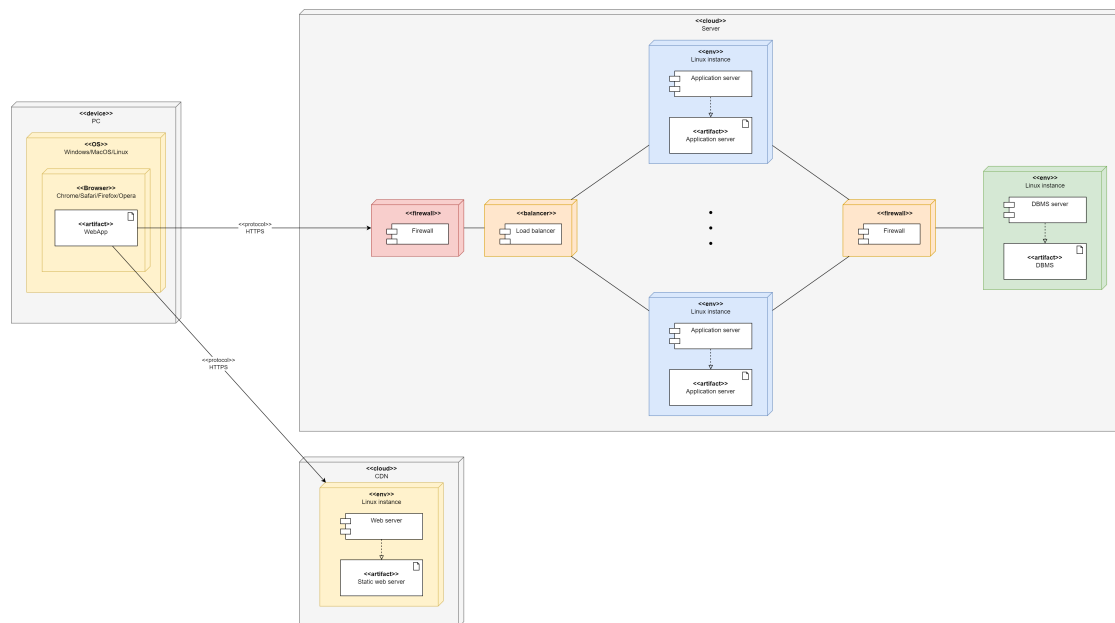 <<cloud>>
Server
<<env>>
Linux instance
Application server
<<artifact>>
Application server
<<device>>
PC
<<OS>>
Windows/MacOS/Linux
<<Browser>>
Chrome/Safari/Firefox/Opera
<<artifact>>
WebApp
<<protocol>>
HTTPS
<<firewall>>
Firewall
<<balancer>>
Load balancer
<<firewall>>
Firewall
<<env>>
Linux instance
DBMS server
<<artifact>>
DBMS
<<env>>
Linux instance
Application server
<<artifact>>
Application server
<<protocol>>
HTTPS
<<cloud>>
CDN
<<env>>
Linux instance
Web server
<<artifact>>
Static web server